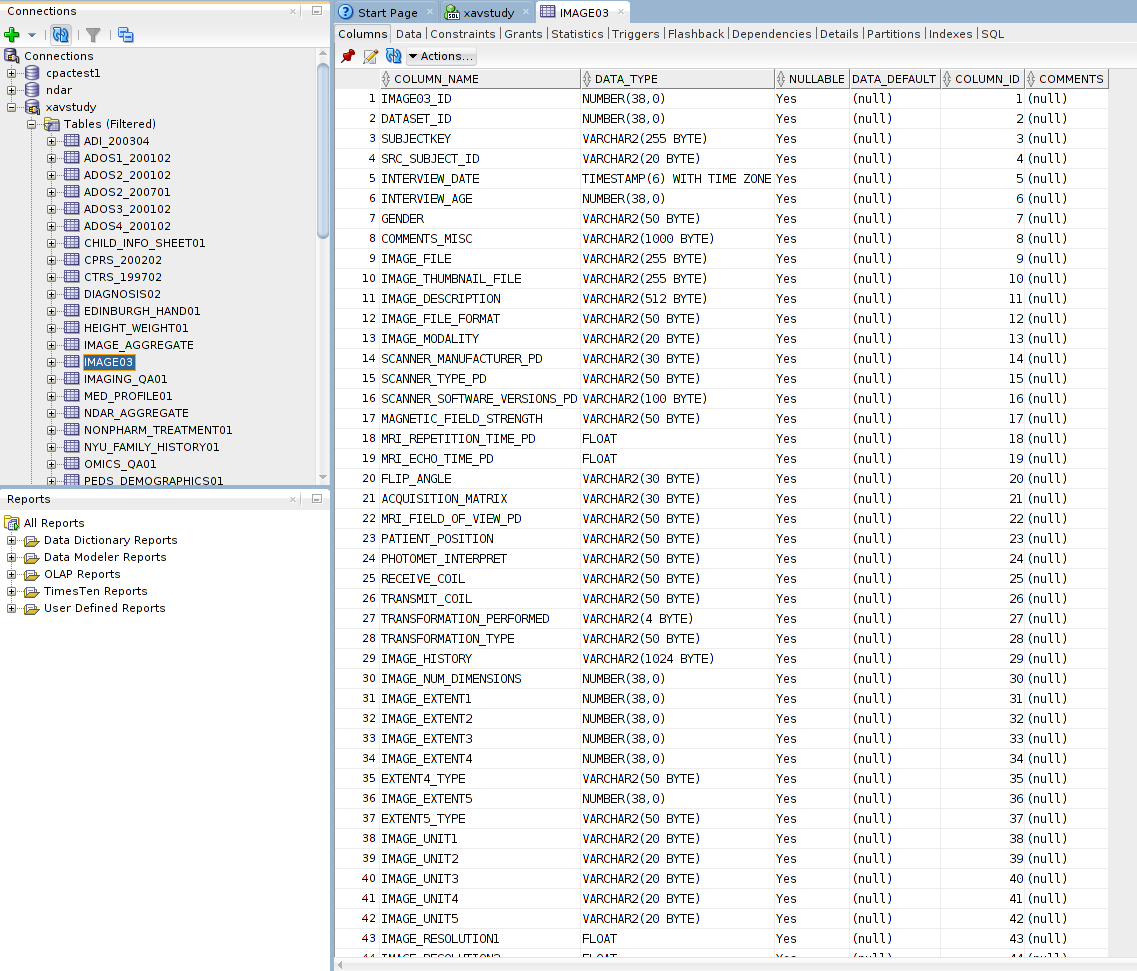 Connections
Connections
cpactest1
ndar
xavstudy
Tables (Filtered)
ADI_200304
ADOS1_200102
ADOS2_200102
ADOS2_200701
ADOS3_200102
ADOS4_200102
CHILD_INFO_SHEET01
CPRS_200202
CTRS_199702
DIAGNOSIS02
EDINBURGH_HAND01
HEIGHT_WEIGHT01
IMAGE_AGGREGATE
IMAGE03
IMAGING_QA01
MED_PROFILE01
NDAR_AGGREGATE
NONPHARM_TREATMENT01
NYU_FAMILY_HISTORY01
OMICS_QA01
PEDS_DEMOGRAPHICS01
Reports
All Reports
Data Dictionary Reports
Data Modeler Reports
OLAP Reports
TimesTen Reports
User Defined Reports
Start Page xavstudy IMAGE03
Columns Data Constraints Grants Statistics Triggers Flashback Dependencies Details Partitions Indexes SQL
Actions...
COLUMN_NAME DATA_TYPE NULLABLE DATA_DEFAULT COLUMN_ID COMMENTS
1 IMAGE03_ID NUMBER(38,0) Yes (null) 1 (null)
2 DATASET_ID NUMBER(38,0) Yes (null) 2 (null)
3 SUBJECTKEY VARCHAR2(255 BYTE) Yes (null) 3 (null)
4 SRC_SUBJECT_ID VARCHAR2(20 BYTE) Yes (null) 4 (null)
5 INTERVIEW_DATE TIMESTAMP(6) WITH TIME ZONE Yes (null) 5 (null)
6 INTERVIEW_AGE NUMBER(38,0) Yes (null) 6 (null)
7 GENDER VARCHAR2(50 BYTE) Yes (null) 7 (null)
8 COMMENTS_MISC VARCHAR2(1000 BYTE) Yes (null) 8 (null)
9 IMAGE_FILE VARCHAR2(255 BYTE) Yes (null) 9 (null)
10 IMAGE_THUMBNAIL_FILE VARCHAR2(255 BYTE) Yes (null) 10 (null)
11 IMAGE_DESCRIPTION VARCHAR2(512 BYTE) Yes (null) 11 (null)
12 IMAGE_FILE_FORMAT VARCHAR2(50 BYTE) Yes (null) 12 (null)
13 IMAGE_MODALITY VARCHAR2(20 BYTE) Yes (null) 13 (null)
14 SCANNER_MANUFACTURER_PD VARCHAR2(30 BYTE) Yes (null) 14 (null)
15 SCANNER_TYPE_PD VARCHAR2(50 BYTE) Yes (null) 15 (null)
16 SCANNER_SOFTWARE_VERSIONS_PD VARCHAR2(100 BYTE) Yes (null) 16 (null)
17 MAGNETIC_FIELD_STRENGTH VARCHAR2(50 BYTE) Yes (null) 17 (null)
18 MRI_REPETITION_TIME_PD FLOAT Yes (null) 18 (null)
19 MRI_ECHO_TIME_PD FLOAT Yes (null) 19 (null)
20 FLIP_ANGLE VARCHAR2(30 BYTE) Yes (null) 20 (null)
21 ACQUISITION_MATRIX VARCHAR2(30 BYTE) Yes (null) 21 (null)
22 MRI_FIELD_OF_VIEW_PD VARCHAR2(50 BYTE) Yes (null) 22 (null)
23 PATIENT_POSITION VARCHAR2(50 BYTE) Yes (null) 23 (null)
24 PHOTOMET_INTERPRET VARCHAR2(50 BYTE) Yes (null) 24 (null)
25 RECEIVE_COIL VARCHAR2(50 BYTE) Yes (null) 25 (null)
26 TRANSMIT_COIL VARCHAR2(50 BYTE) Yes (null) 26 (null)
27 TRANSFORMATION_PERFORMED VARCHAR2(4 BYTE) Yes (null) 27 (null)
28 TRANSFORMATION_TYPE VARCHAR2(50 BYTE) Yes (null) 28 (null)
29 IMAGE_HISTORY VARCHAR2(1024 BYTE) Yes (null) 29 (null)
30 IMAGE_NUM_DIMENSIONS NUMBER(38,0) Yes (null) 30 (null)
31 IMAGE_EXTENT1 NUMBER(38,0) Yes (null) 31 (null)
32 IMAGE_EXTENT2 NUMBER(38,0) Yes (null) 32 (null)
33 IMAGE_EXTENT3 NUMBER(38,0) Yes (null) 33 (null)
34 IMAGE_EXTENT4 NUMBER(38,0) Yes (null) 34 (null)
35 EXTENT4_TYPE VARCHAR2(50 BYTE) Yes (null) 35 (null)
36 IMAGE_EXTENT5 NUMBER(38,0) Yes (null) 36 (null)
37 EXTENT5_TYPE VARCHAR2(50 BYTE) Yes (null) 37 (null)
38 IMAGE_UNIT1 VARCHAR2(20 BYTE) Yes (null) 38 (null)
39 IMAGE_UNIT2 VARCHAR2(20 BYTE) Yes (null) 39 (null)
40 IMAGE_UNIT3 VARCHAR2(20 BYTE) Yes (null) 40 (null)
41 IMAGE_UNIT4 VARCHAR2(20 BYTE) Yes (null) 41 (null)
42 IMAGE_UNIT5 VARCHAR2(20 BYTE) Yes (null) 42 (null)
43 IMAGE_RESOLUTION1 FLOAT Yes (null) 43 (null)